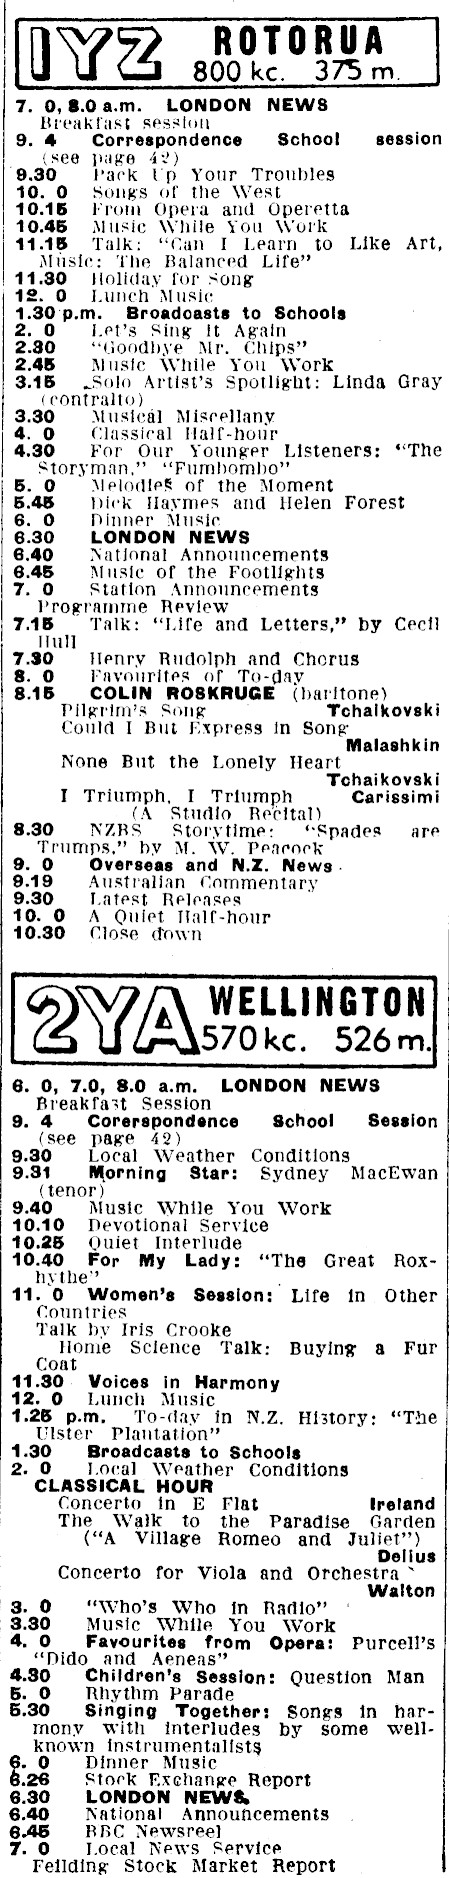 1YZ ROTORUA
800 kc. 375 m.
7. 0, 8.0 a.m. LONDON NEWS
Breakfast session
9. 4 Correspondence School session
(see page 42)
9.30 Pack Up Your Troubles
10. 0 Songs of the West
10.15 From Opera and Operetta
10.45 Music While You Work
11.15 Talk: "Can I Learn to Like Art,
Music: The Balanced Life"
11.30 Holiday for Song
12. 0 Lunch Music
1.30 p.m. Broadcasts to Schools
2. 0 Let's Sing it Again
2.30 "Goodbye Mr. Chips"
2.45 Music While You Work
3.15 Solo Artist's Spotlight: Linda Gray
(contralto)
3.30 Musical Miscellany
4. 0 Classical Half-hour
4.30 For Our Younger Listeners: "The
Storyman," "Fumbombo"
5. 0 Melodies of the Moment
5.45 Dick Haymes and Helen Forest
6. 0 Dinner Music
6.30 LONDON NEWS
6.40 National Announcements
6.45 Music of the Footlights
7. 0 Station Announcements
Programme Review
7.15 Talk: "Life and Letters," by Cecil
Hull
7.30 Henry Rudolph and Chorus
8. 0 Favourites of To-day
8.15 COLIN ROSKRUGE (baritone)
Pilgrim's Song Tchaikovski
Could I But Express in Song
Malashkin
None But the Lonely Heart
Tchaikovski
I Triumph, I Triumph Carissimi
(A Studio Recital)
8.30 NZBS Storytime: "Spades are
Trumps," by M. W. Peacock
9. 0 Overseas and N.Z. News
9.19 Australian Commentary
9.30 Latest Releases
10. 0 A Quiet Half-hour
10.30 Close down
2YA WELLINGTON
570 kc. 526 m.
6. 0, 7.0, 8.0 a.m. LONDON NEWS
Breakfast Session
9. 4 Corerspondence School Session
(see page 42)
9.30 Local Weather Conditions
9.31 Morning Star: Sydney MacEwan
(tenor)
9.40 Music While You Work
10.10 Devotional Service
10.25 Quiet Interlude
10.40 For My Lady: "The Great Rox-
hythe"
11. 0 Women's Session: Life in Other
Countries
Talk by Iris Crooke
Home Science Talk: Buying a Fur
Coat
11.30 Voices in Harmony
12. 0 Lunch Music
1.25 p.m. To-day in N.Z. History: "The
Ulster Plantation"
1.30 Broadcasts to Schools
2. 0 Local Weather Conditions
CLASSICAL HOUR
Concerto in E Flat Ireland
The Walk to the Paradise Garden
("A Village Romeo and Juliet")
Delius
Concerto for Viola and Orchestra
Walton
3. 0 "Who's Who in Radio"
3.30 Music While You Work
4. 0 Favourites from Opera: Purcell's
"Dido and Aeneas"
4.30 Children's Session: Question Man
5. 0 Rhythm Parade
5.30 Singing Together: Songs in har-
mony with interludes by some well-
known instrumentalists
6. 0 Dinner Music
6.26 Stock Exchange Report
6.30 LONDON NEWS
6.40 National Announcements
6.45 BBC Newsreel
7. 0 Local News Service
Feilding Stock Market Report